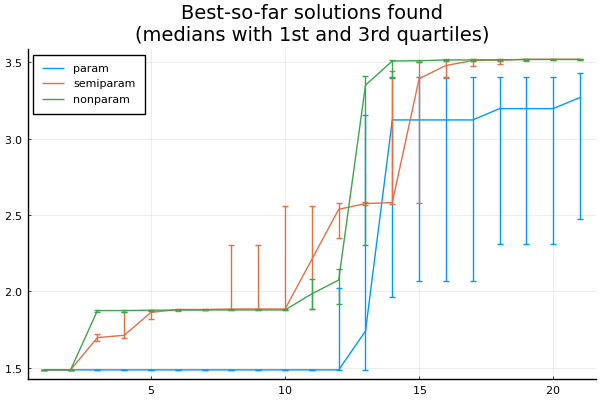 Best-so-far solutions found
(medians with 1st and 3rd quartiles)
param
semiparam
nonparam
3.5
3.0
2.5
2.0
1.5
5
10
15
20